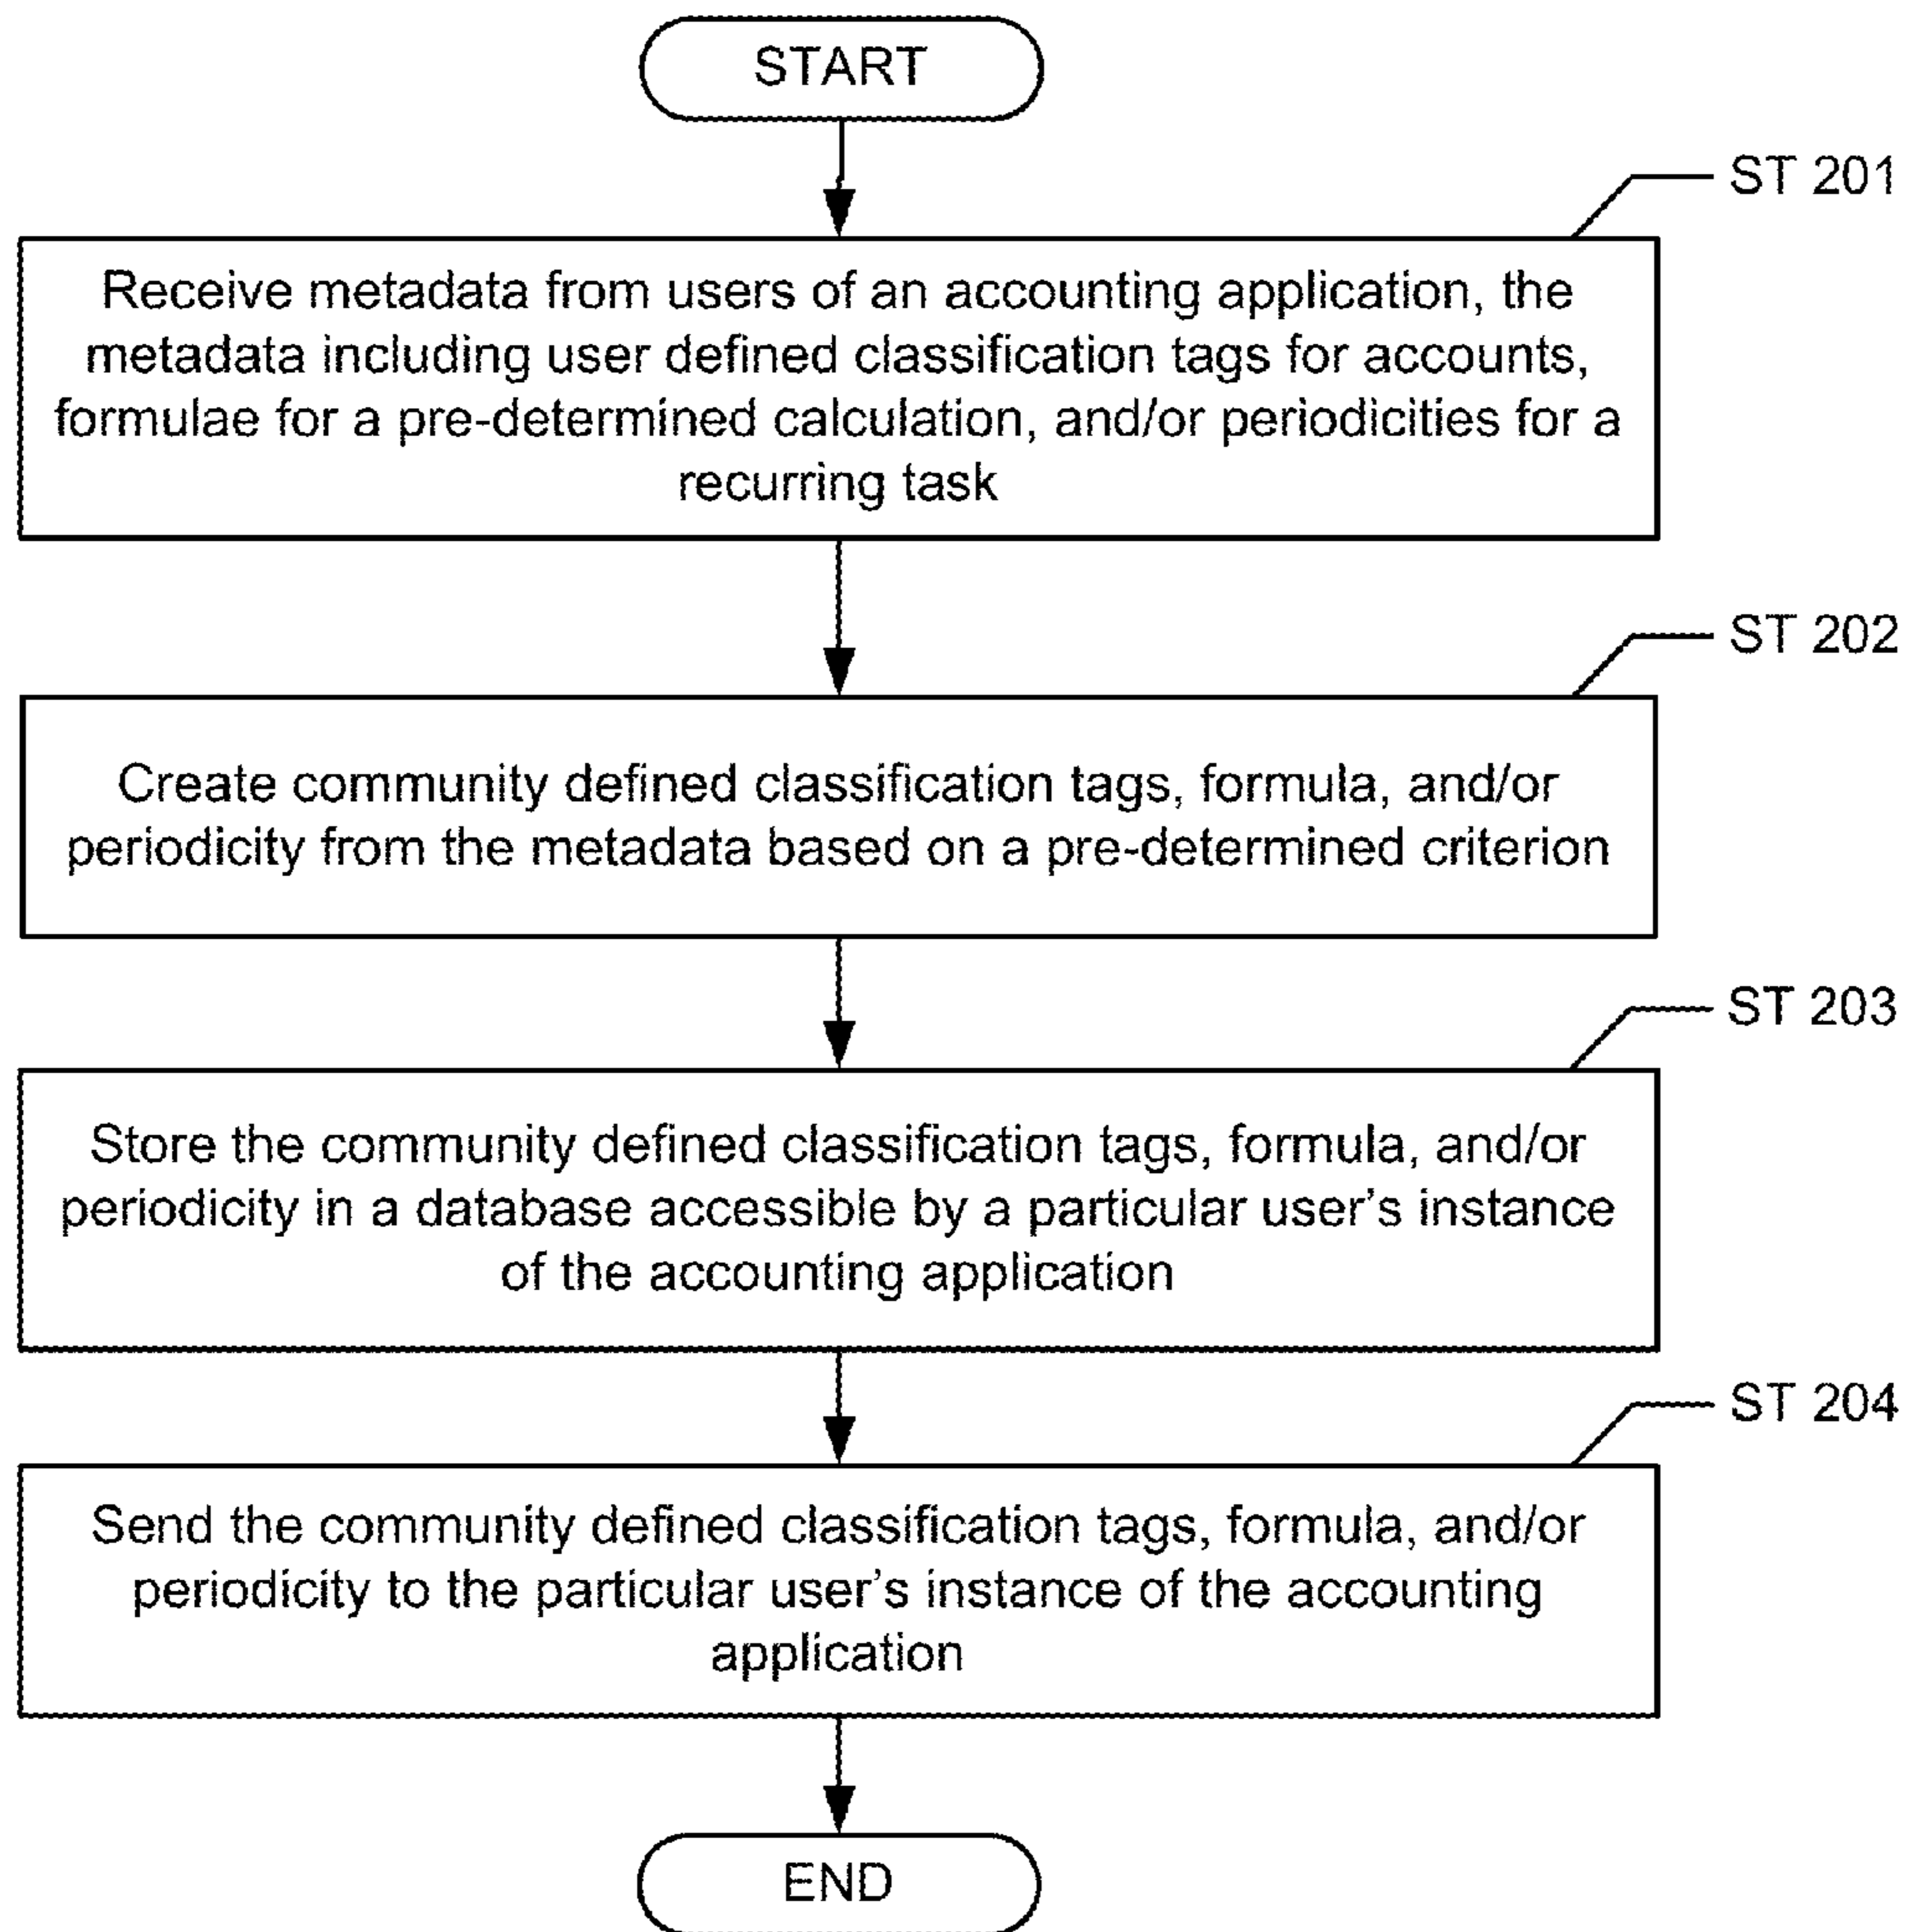 START
ST 201
Receive metadata from users of an accounting application, the
metadata including user defined classification tags for accounts,
formulae for a pre-determined calculation, and/or periodicities for a
recurring task
ST 202
Create community defined classification tags, formula, and/or
periodicity from the metadata based on a pre-determined criterion
ST 203
Store the community defined classification tags, formula, and/or
periodicity in a database accessible by a particular user's instance
of the accounting application
ST 204
Send the community defined classification tags, formula, and/or
periodicity to the particular user's instance of the accounting
application
END